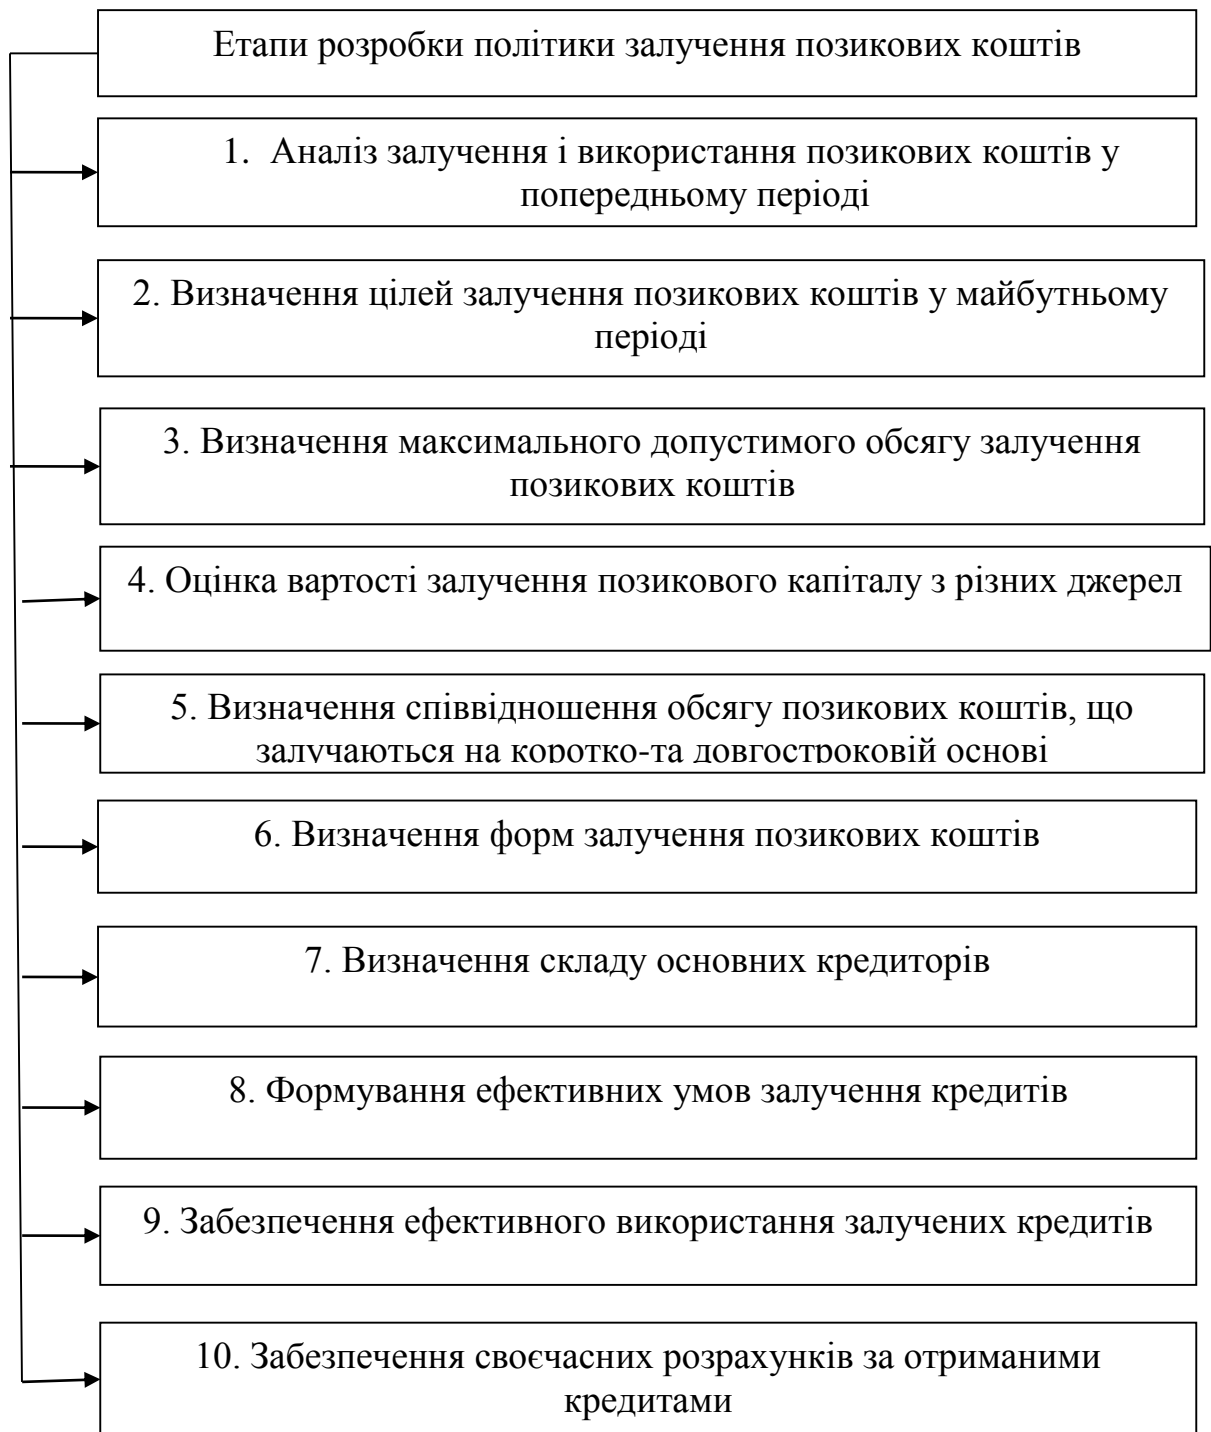 Етапи розробки політики залучення позикових коштів
1. Аналіз залучення і використання позикових коштів у
попередньому періоді
2. Визначення цілей залучення позикових коштів у майбутньому
періоді
3. Визначення максимального допустимого обсягу залучення
позикових коштів
4. Оцінка вартості залучення позикового капіталу з різних джерел
5. Визначення співвідношення обсягу позикових коштів, що
залучаються на коротко-та довгостроковій основі
6. Визначення форм залучення позикових коштів
7. Визначення складу основних кредиторів
8. Формування ефективних умов залучення кредитів
9. Забезпечення ефективного використання залучених кредитів
10. Забезпечення своєчасних розрахунків за отриманими
кредитами